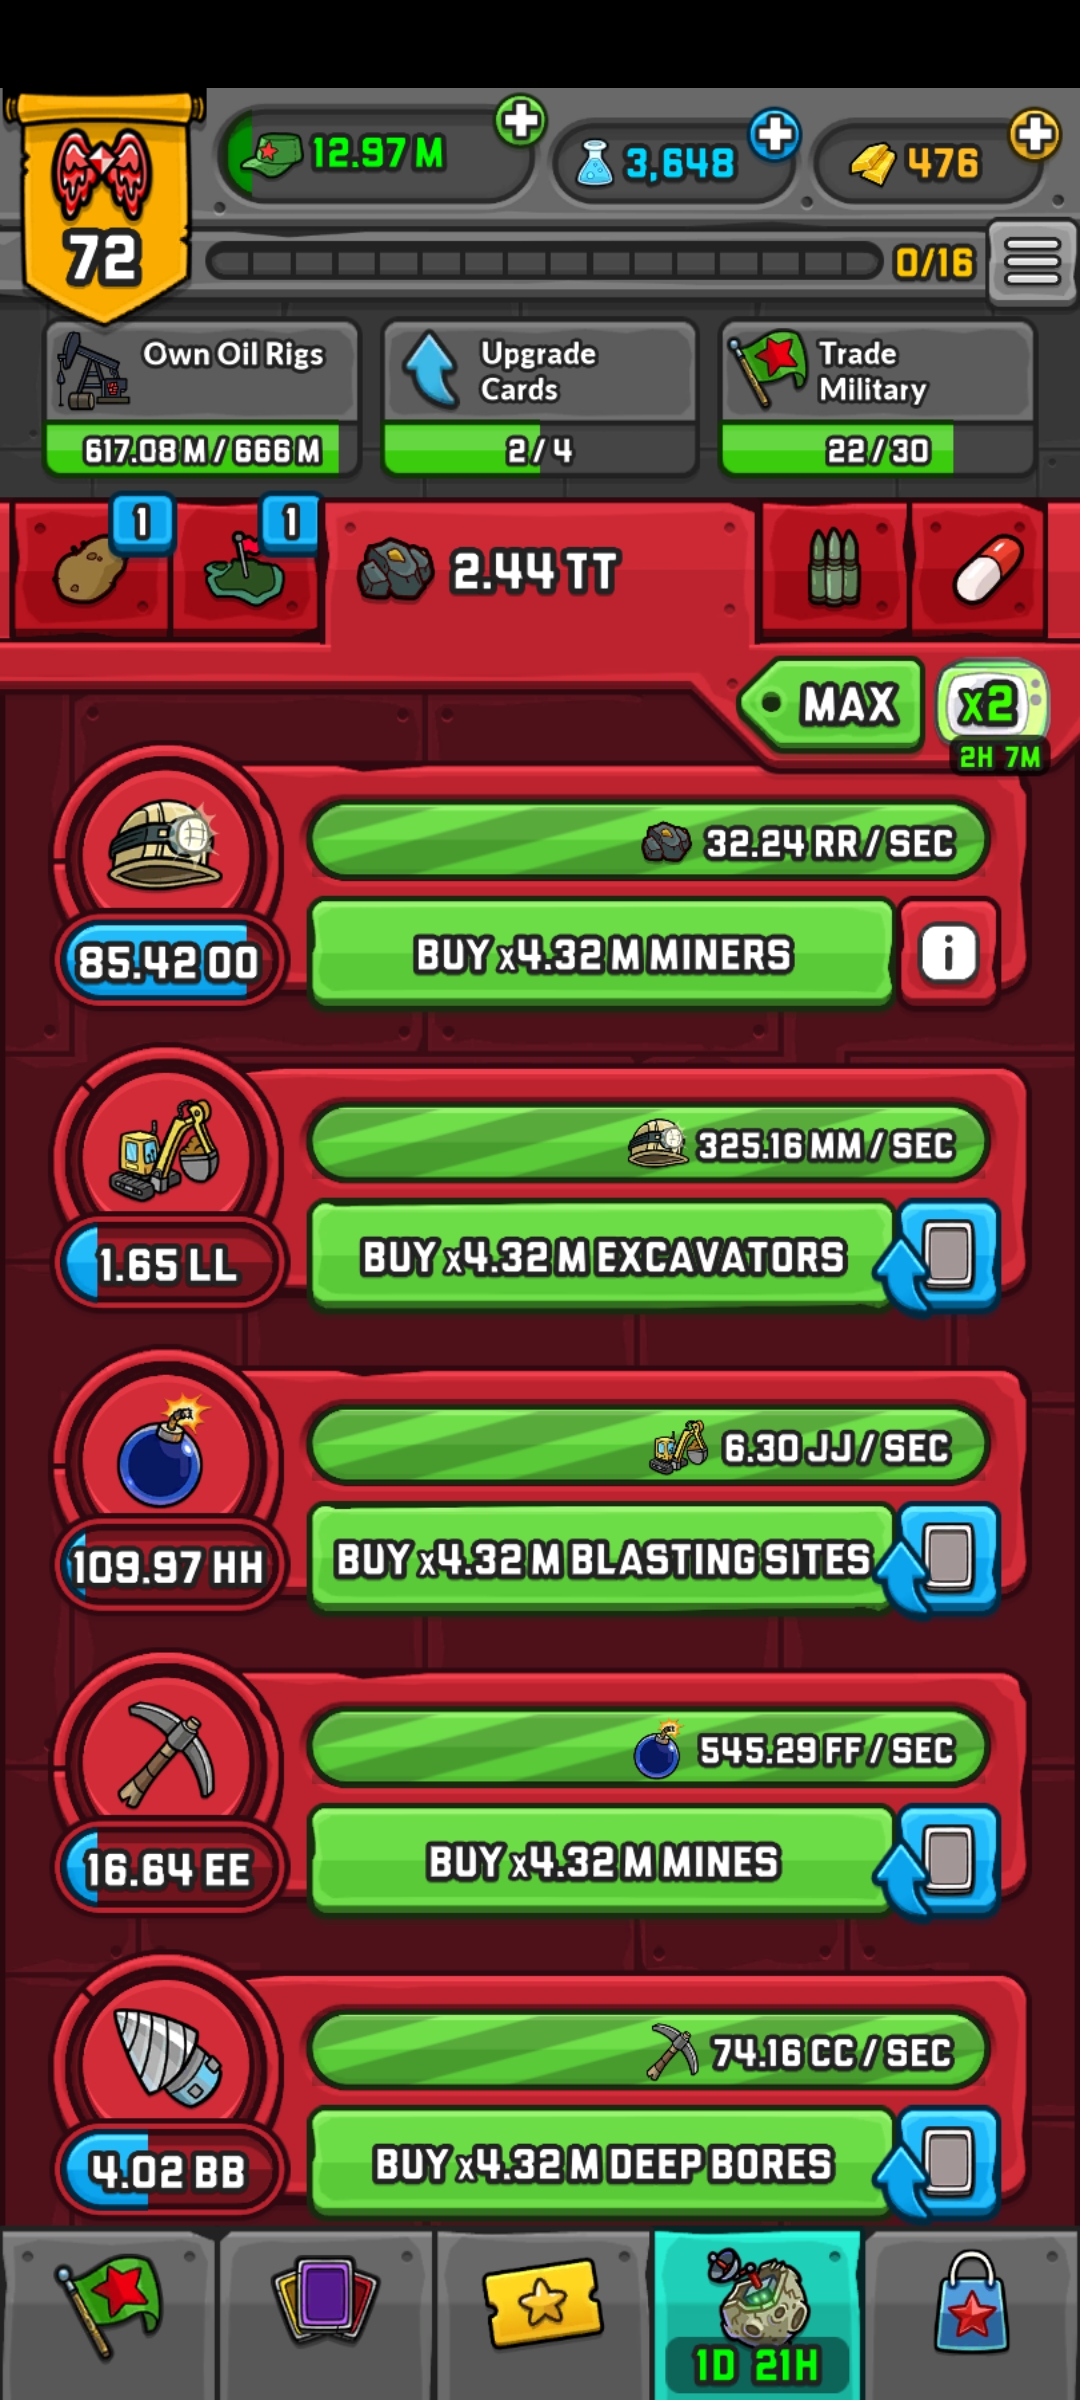 12.97 M
3,648
476
72
0/16
Own Oil Rigs
617.08 M / 666 M
Upgrade
Cards
2 / 4
Trade
Military
22 / 30
1
1
2.44 TT
MAX
x2
2H 7M
32.24 RR / SEC
85.42 OO
BUY x4.32 M MINERS
i
325.16 MM / SEC
1.65 LL
BUY x4.32 M EXCAVATORS
6.30 JJ / SEC
109.97 HH
BUY x4.32 M BLASTING SITES
545.29 FF / SEC
16.64 EE
BUY x4.32 M MINES
74.16 CC / SEC
4.02 BB
BUY x4.32 M DEEP BORES
1D 21H